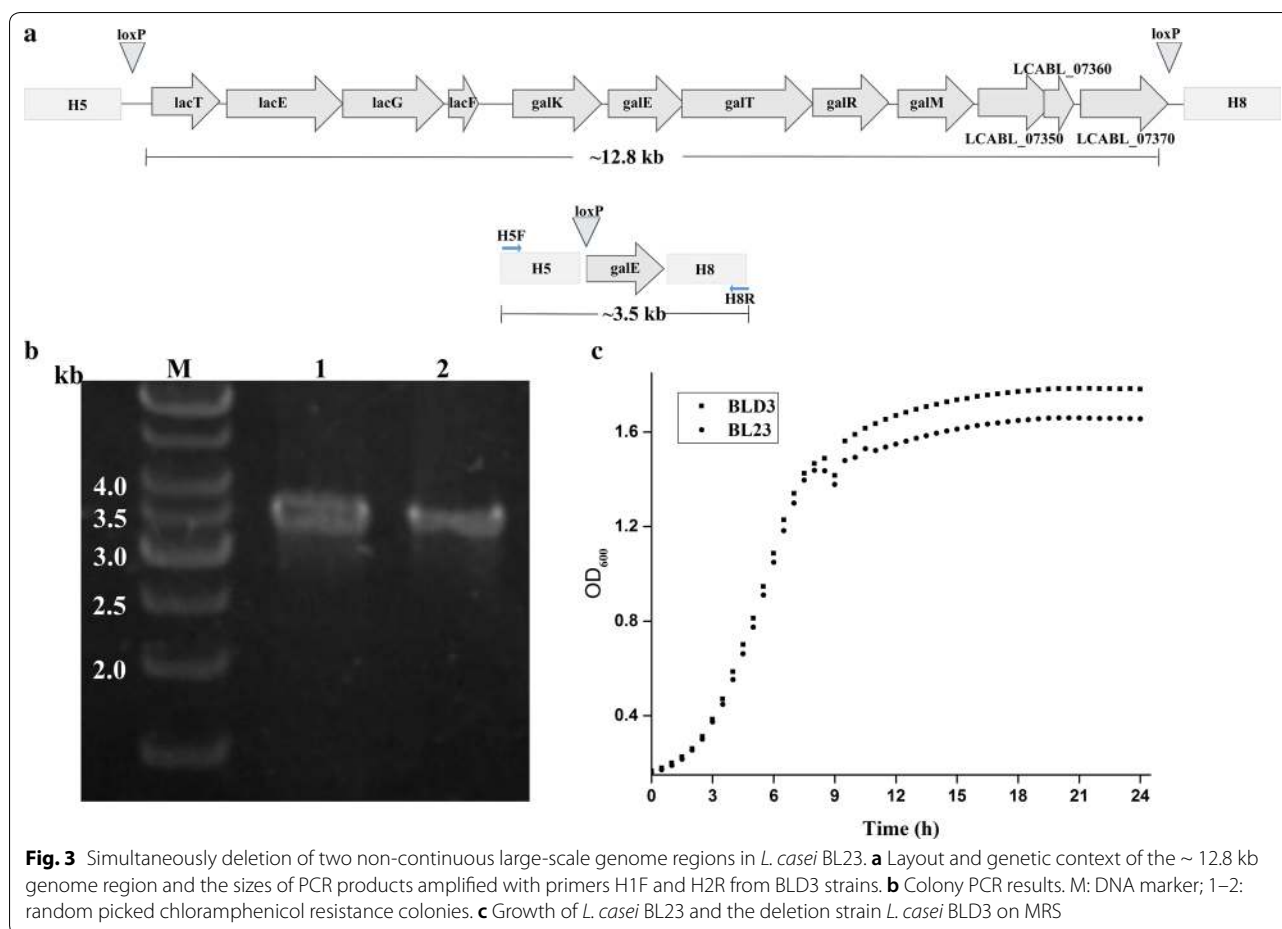 a
loxP
loxP
LCABL_07360
H5
lacT
lacE
lacG
lacF
galK
galE
galT
galR
galM
H8
LCABL_07350
LCABL_07370
~12.8 kb
loxP
H5F
H5
galE
H8
H8R
~3.5 kb
b
kb
M
1
2
4.0
3.5
3.0
2.5
2.0
c
BLD3
BL23
1.6
1.2
0.8
0.4
OD600
0
3
6
9
12
15
18
21
24
Time (h)
Fig. 3 Simultaneously deletion of two non-continuous large-scale genome regions in L. casei BL23. a Layout and genetic context of the ~ 12.8 kb
genome region and the sizes of PCR products amplified with primers H1F and H2R from BLD3 strains. b Colony PCR results. M: DNA marker; 1–2:
random picked chloramphenicol resistance colonies. c Growth of L. casei BL23 and the deletion strain L. casei BLD3 on MRS